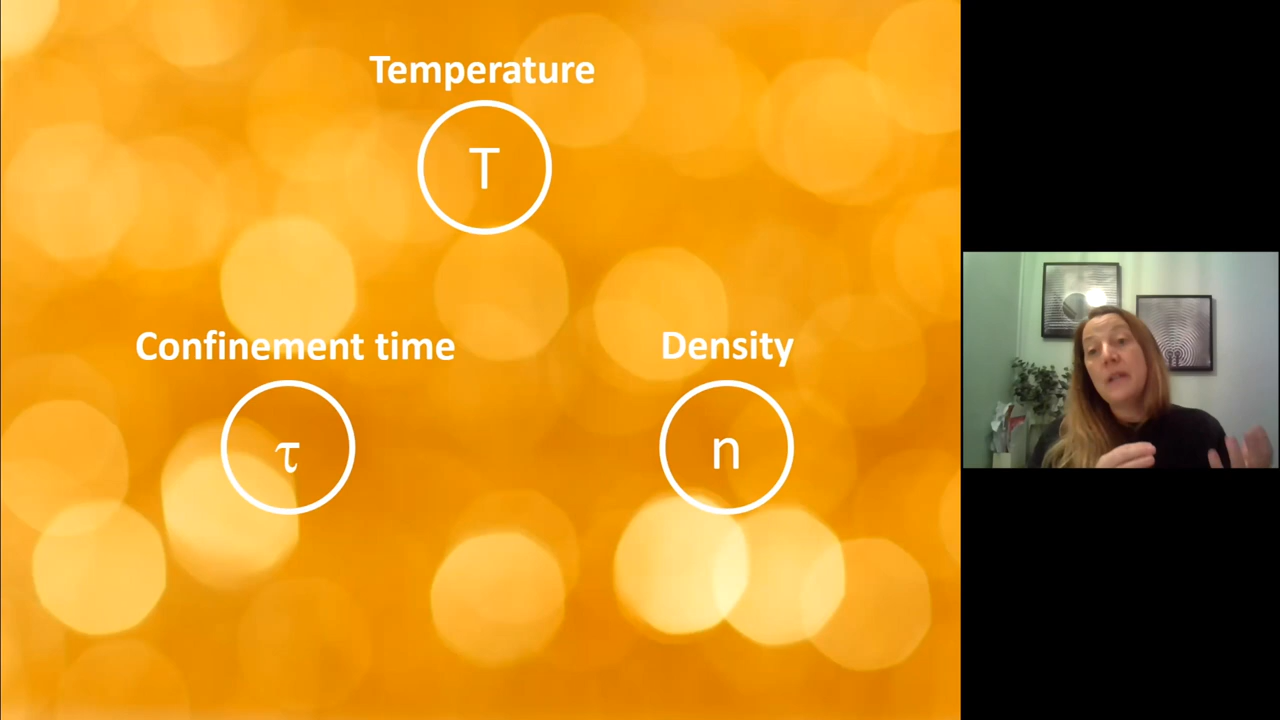 Temperature
T
Confinement time
Density
τ
n